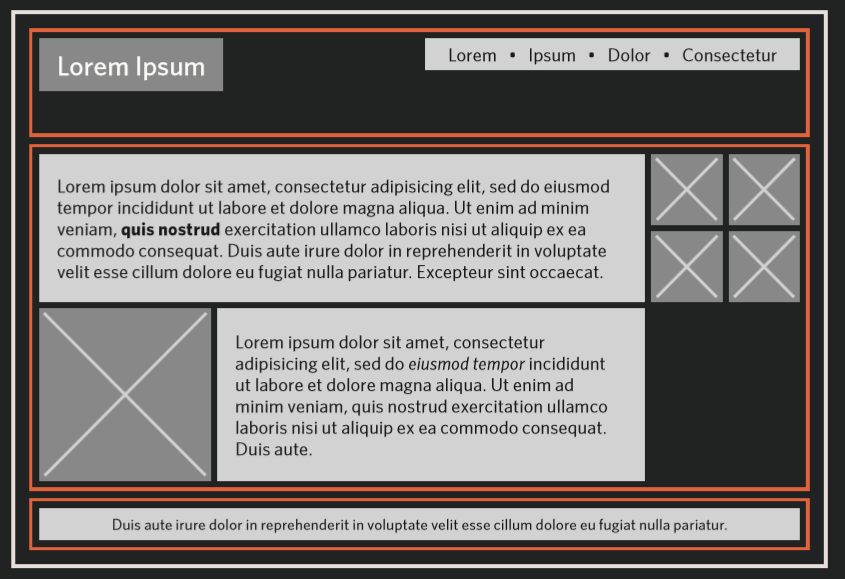 Lorem Ipsum
Lorem • Ipsum • Dolor • Consectetur
Lorem ipsum dolor sit amet, consectetur adipisicing elit, sed do eiusmod
tempor incididunt ut labore et dolore magna aliqua. Ut enim ad minim
veniam, quis nostrud exercitation ullamco laboris nisi ut aliquip ex ea
commodo consequat. Duis aute irure dolor in reprehenderit in voluptate
velit esse cillum dolore eu fugiat nulla pariatur. Excepteur sint occaecat.
Lorem ipsum dolor sit amet, consectetur
adipisicing elit, sed do eiusmod tempor incididunt
ut labore et dolore magna aliqua. Ut enim ad
minim veniam, quis nostrud exercitation ullamco
laboris nisi ut aliquip ex ea commodo consequat.
Duis aute.
Duis aute irure dolor in reprehenderit in voluptate velit esse cillum dolore eu fugiat nulla pariatur.